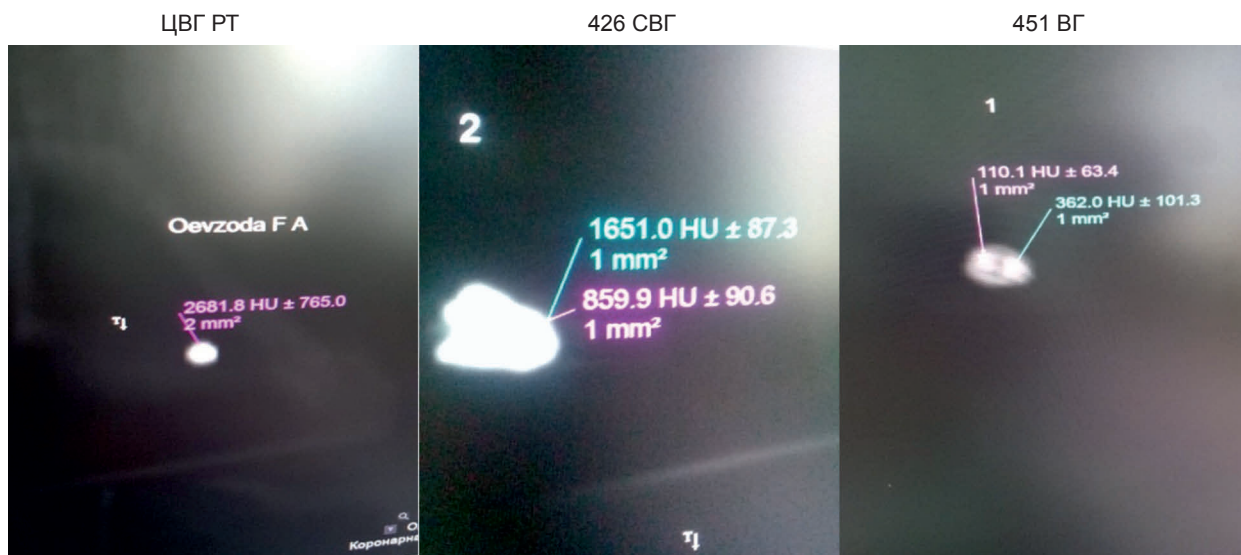 ЦВГ РТ
426 СВГ
451 ВГ
Oevzoda F A
2681.8 HU ± 765.0
2 mm²
2
1651.0 HU ± 87.3
1 mm²
859.9 HU ± 90.6
1 mm²
1
110.1 HU ± 63.4
1 mm²
362.0 HU ± 101.3
1 mm²